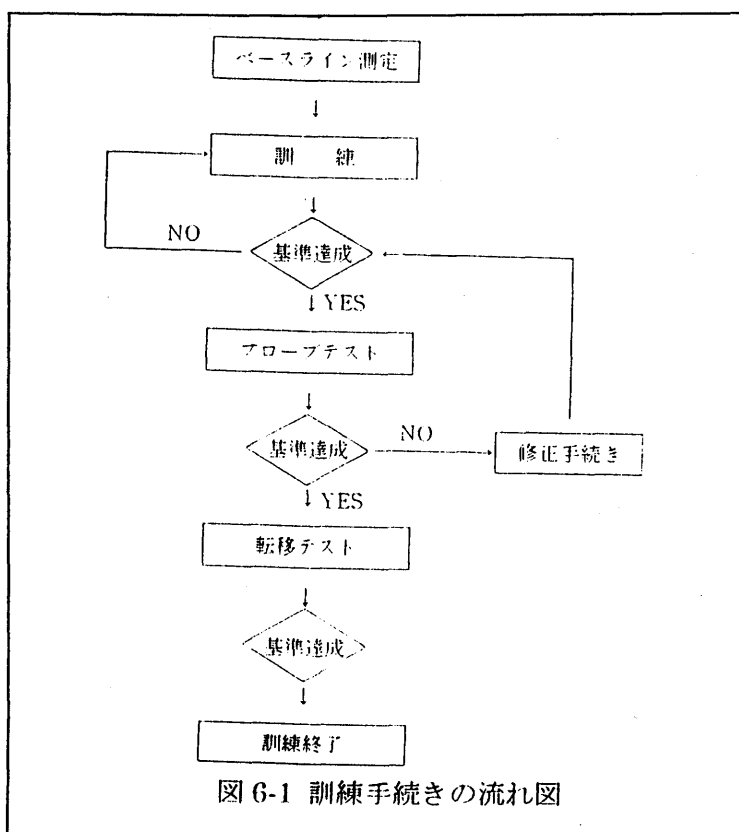 ベースライン測定
訓 練
NO
基準達成
YES
プローブテスト
基準達成
NO
修正手続き
YES
転移テスト
基準達成
訓練終了
図 6-1 訓練手続きの流れ図